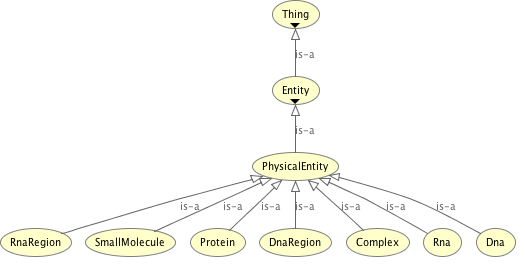 Thing
is-a
Entity
is-a
PhysicalEntity
is-a is-a is-a is-a is-a is-a is-a
RnaRegion SmallMolecule Protein DnaRegion Complex Rna Dna